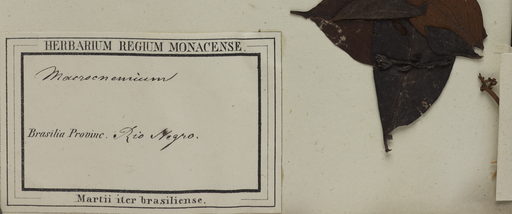 HERBARIUM REGIUM MONACENSE.
Macrocnemium
Brasilia Provinc. Rio Negro.
Martii iter brasiliense.